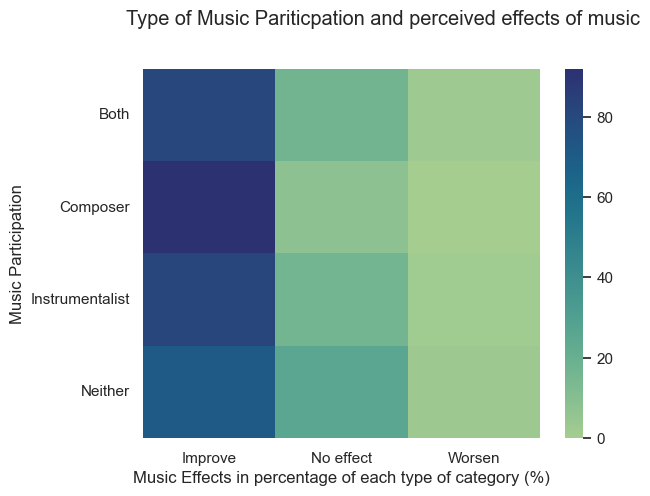 Type of Music Pariticpation and perceived effects of music
Music Participation
Both
Composer
Instrumentalist
Neither
Improve
No effect
Worsen
Music Effects in percentage of each type of category (%)
80
60
40
20
0